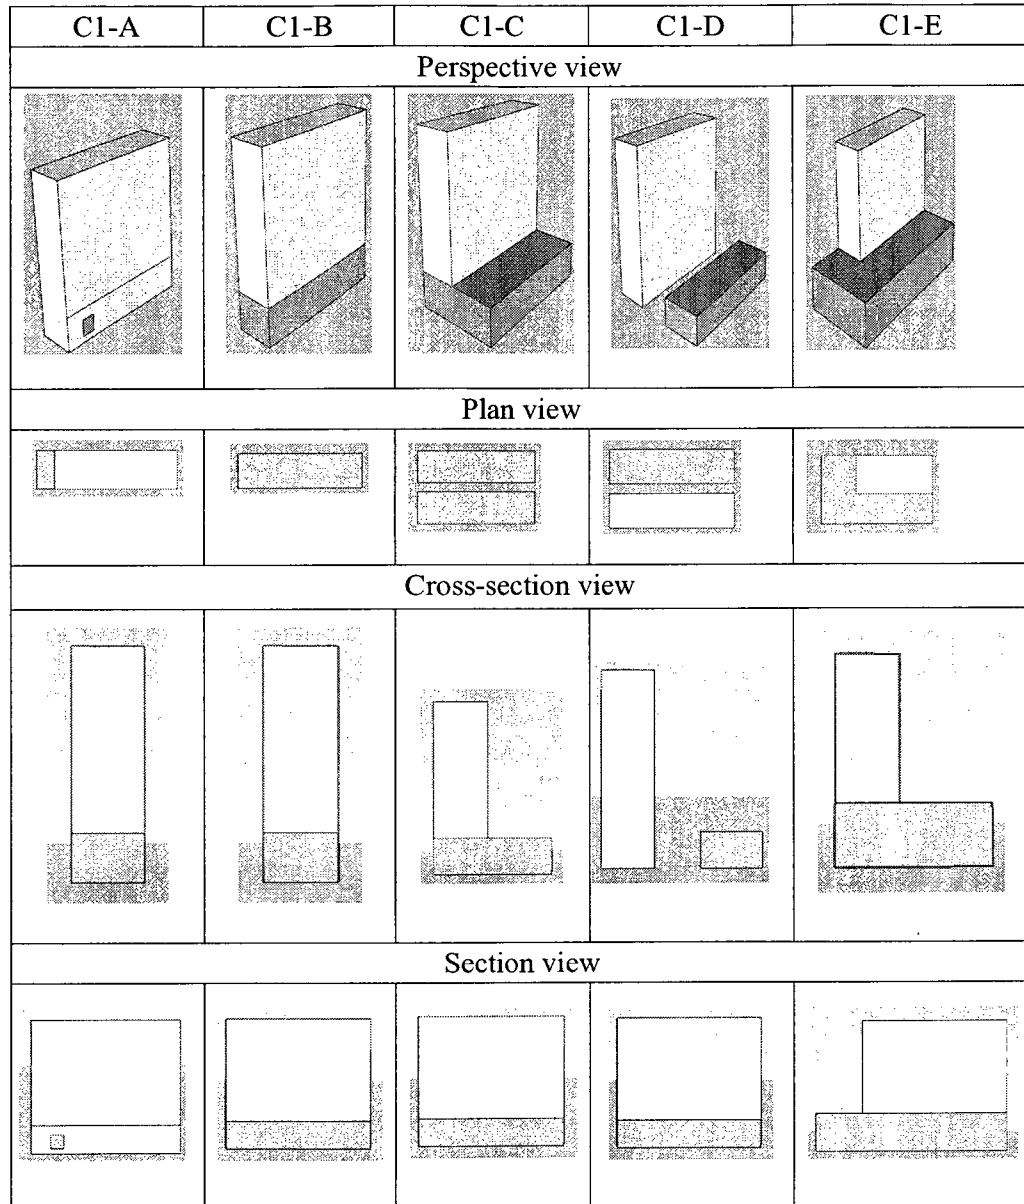 C1-A C1-B C1-C C1-D C1-E
Perspective view
Plan view
Cross-section view
Section view